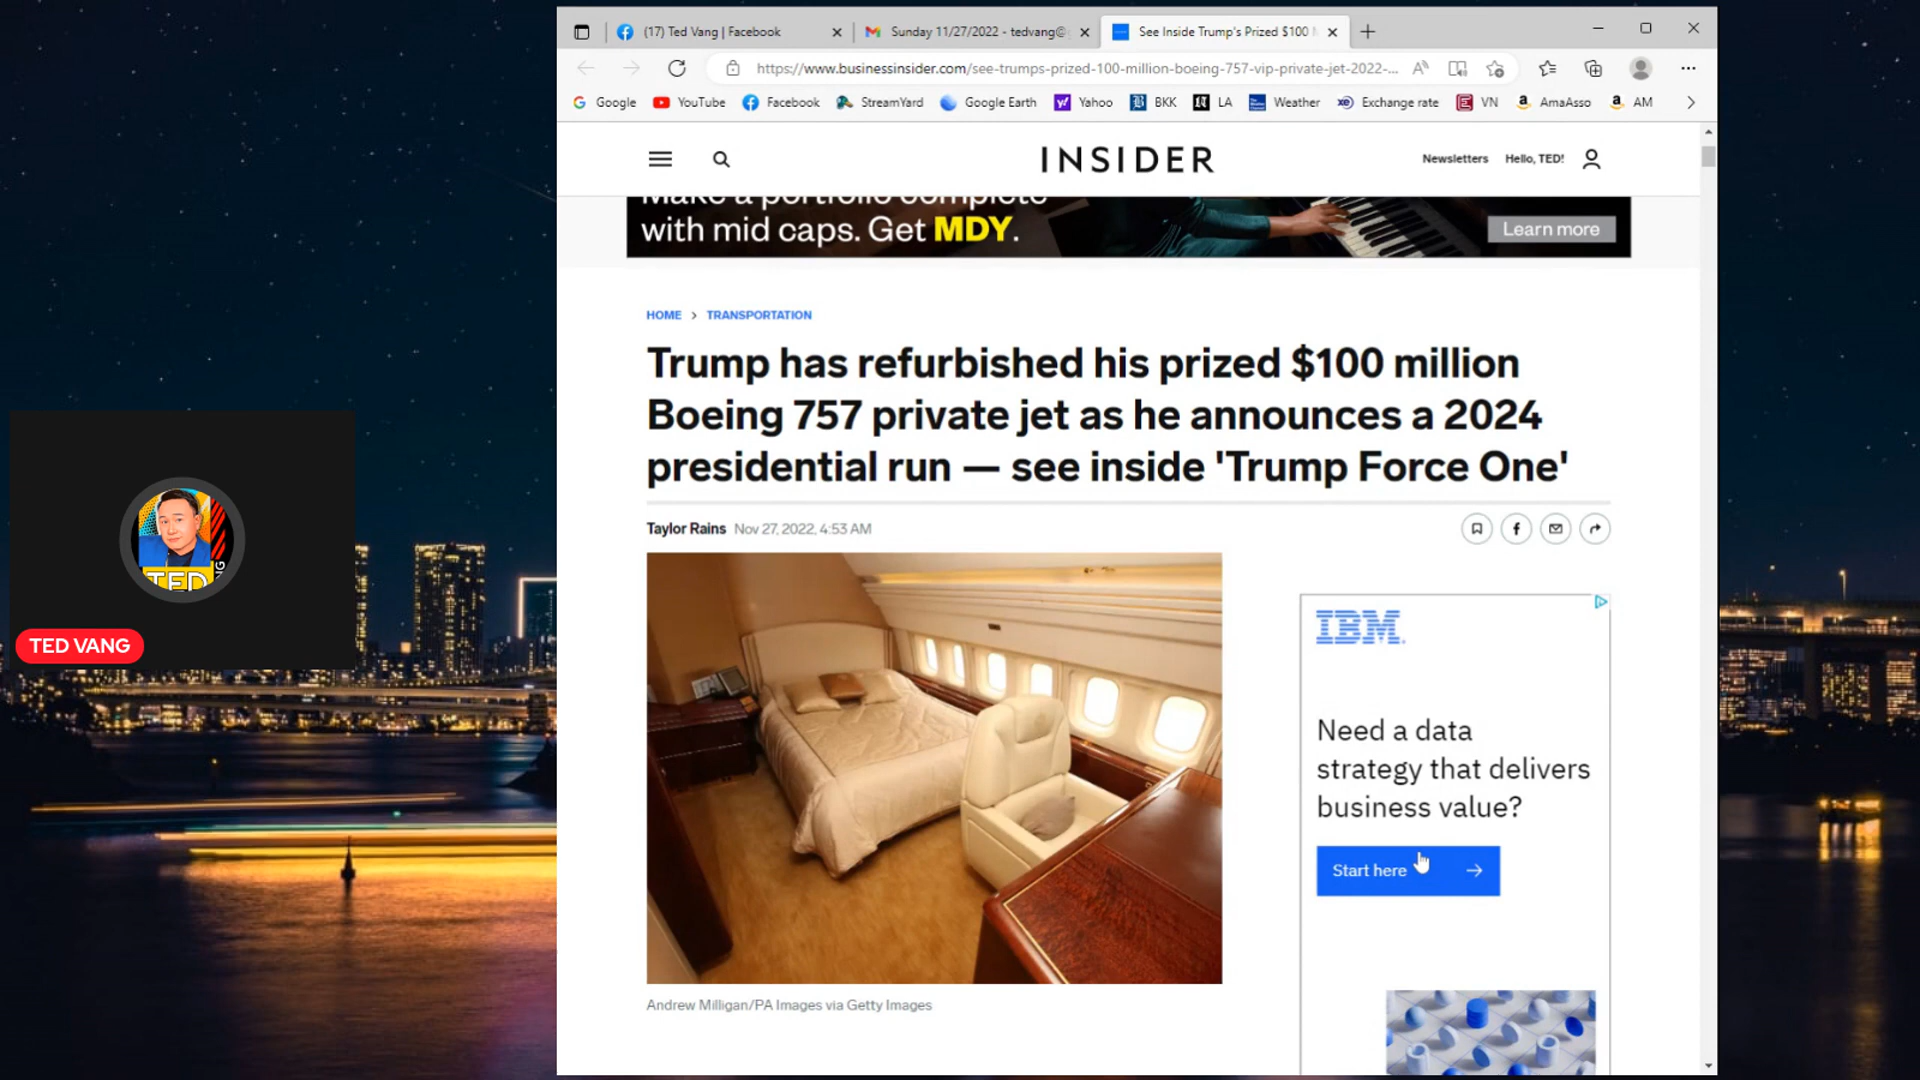 (17) Ted Vang | Facebook
Sunday 11/27/2022 - tedvang@
See Inside Trump's Prized $100
https://www.businessinsider.com/see-trumps-prized-100-million-boeing-757-vip-private-jet-2022-...
Google YouTube Facebook StreamYard Google Earth Yahoo BKK LA Weather Exchange rate VN AmaAsso AM
INSIDER
Newsletters Hello, TED!
Make a portfolio complete
with mid caps. Get MDY.
Learn more
HOME > TRANSPORTATION
Trump has refurbished his prized $100 million
Boeing 757 private jet as he announces a 2024
presidential run — see inside 'Trump Force One'
Taylor Rains Nov 27, 2022, 4:53 AM
IBM
Need a data
strategy that delivers
business value?
Start here
Andrew Milligan/PA Images via Getty Images
TED
TED VANG